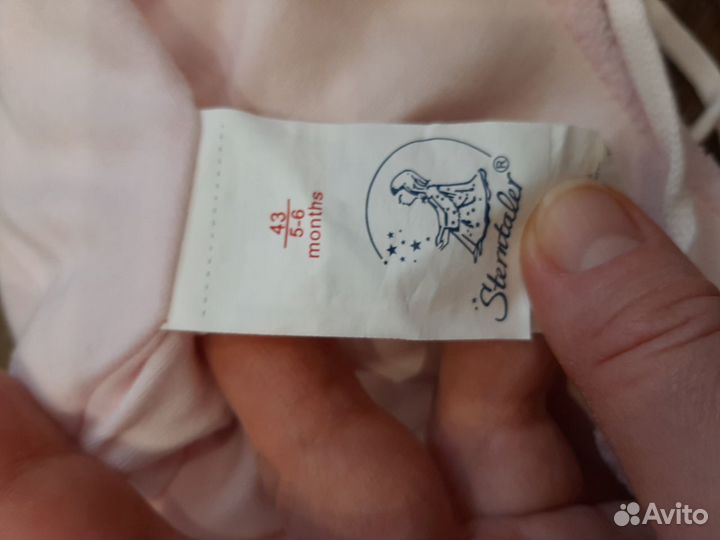 43
5-6
months
Sterntaler®
Avito